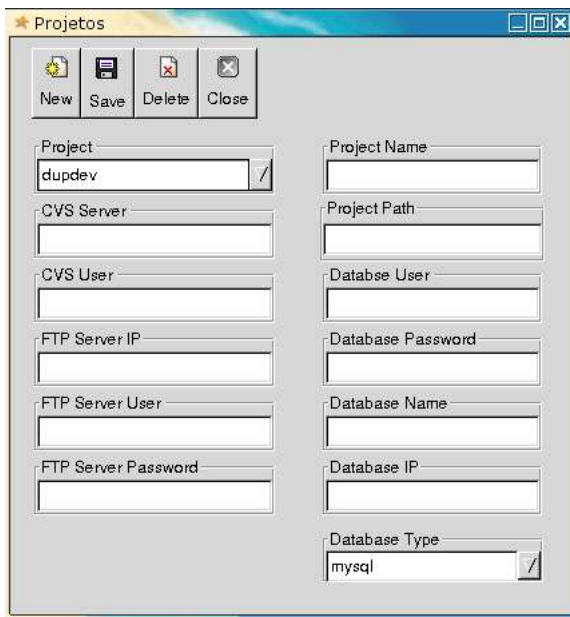 Projetos
New Save Delete Close
Project
dupdev
CVS Server
CVS User
FTP Server IP
FTP Server User
FTP Server Password
Project Name
Project Path
Databse User
Database Password
Database Name
Database IP
Database Type
mysql